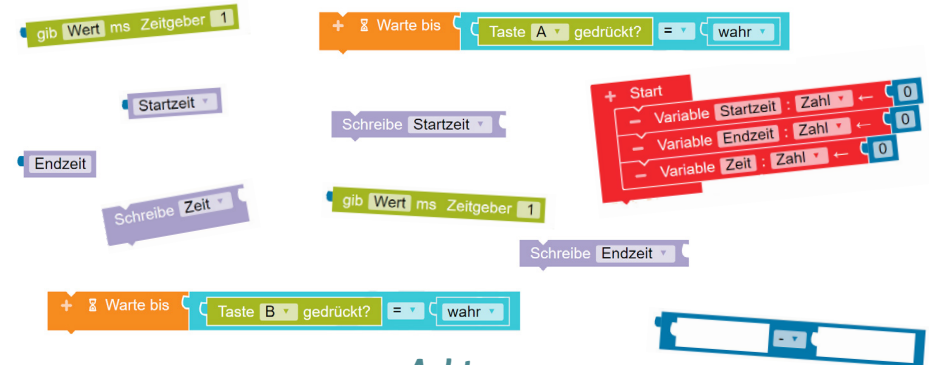 gib Wert ms Zeitgeber 1
+ Warte bis Taste A gedrückt? = wahr
Startzeit
+ Start
− Variable Startzeit : Zahl ← 0
− Variable Endzeit : Zahl ← 0
− Variable Zeit : Zahl ← 0
Schreibe Startzeit
Endzeit
Schreibe Zeit
gib Wert ms Zeitgeber 1
Schreibe Endzeit
+ Warte bis Taste B gedrückt? = wahr
-